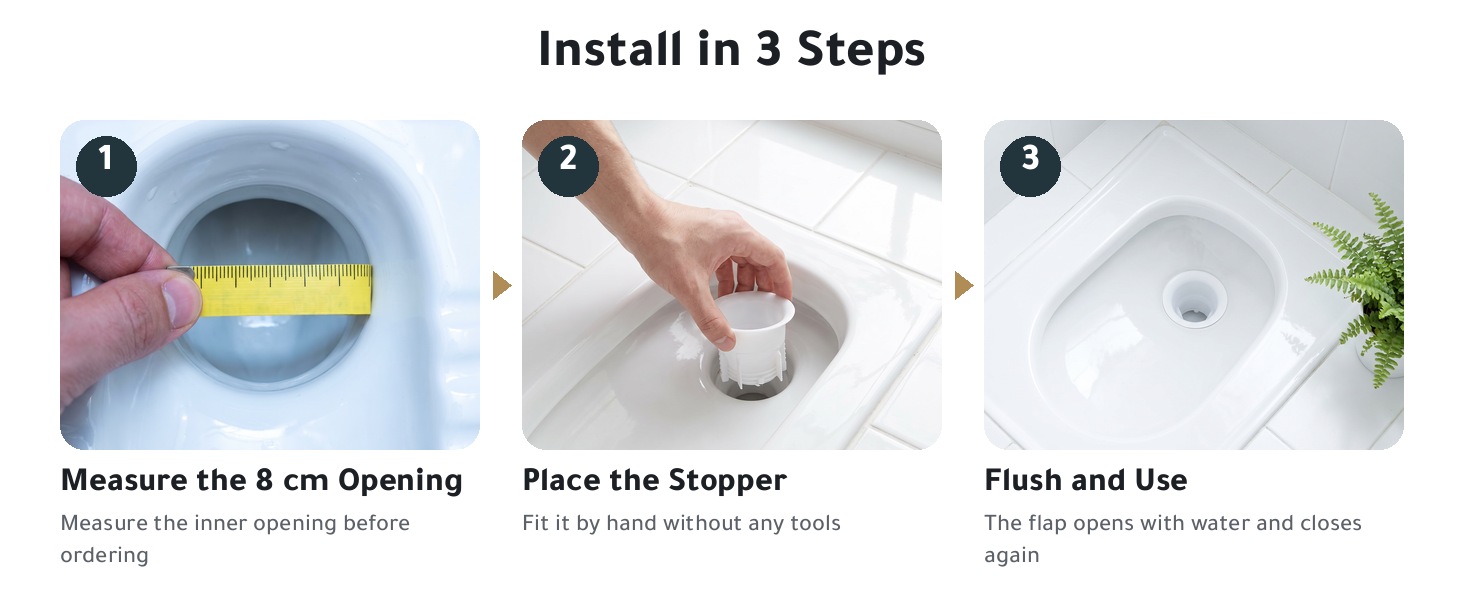 Install in 3 Steps
1
2
3
Measure the 8 cm Opening
Measure the inner opening before
ordering
Place the Stopper
Fit it by hand without any tools
Flush and Use
The flap opens with water and closes
again